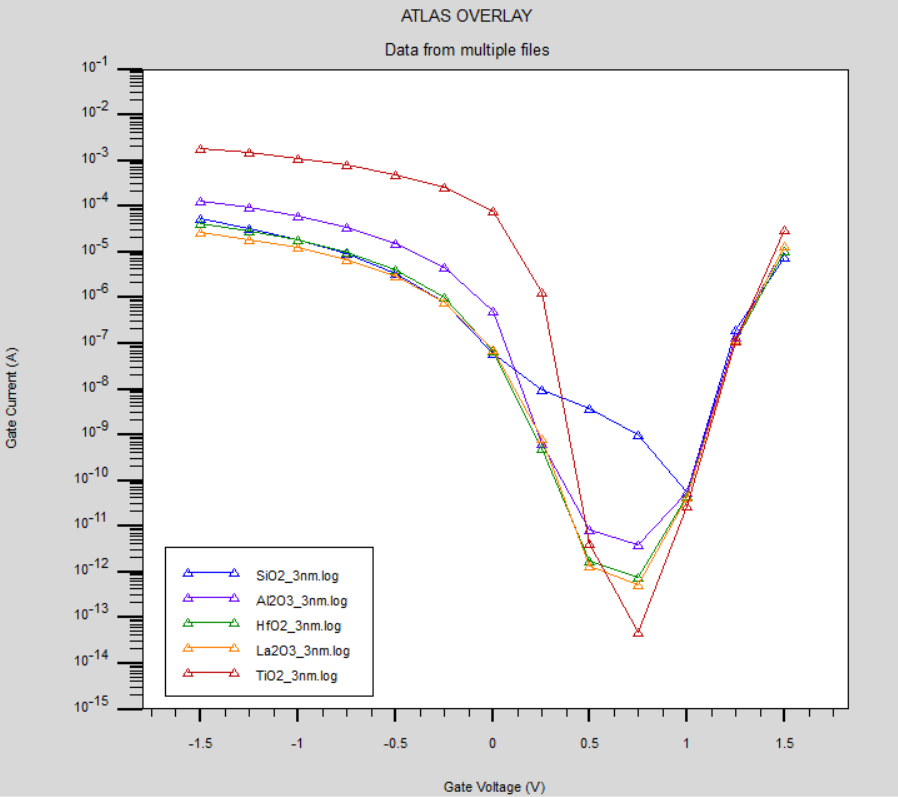 ATLAS OVERLAY
Data from multiple files
Gate Current (A)
10-1
10-2
10-3
10-4
10-5
10-6
10-7
10-8
10-9
10-10
10-11
10-12
10-13
10-14
10-15
SiO2_3nm.log
Al2O3_3nm.log
HfO2_3nm.log
La2O3_3nm.log
TiO2_3nm.log
-1.5 -1 -0.5 0 0.5 1 1.5
Gate Voltage (V)